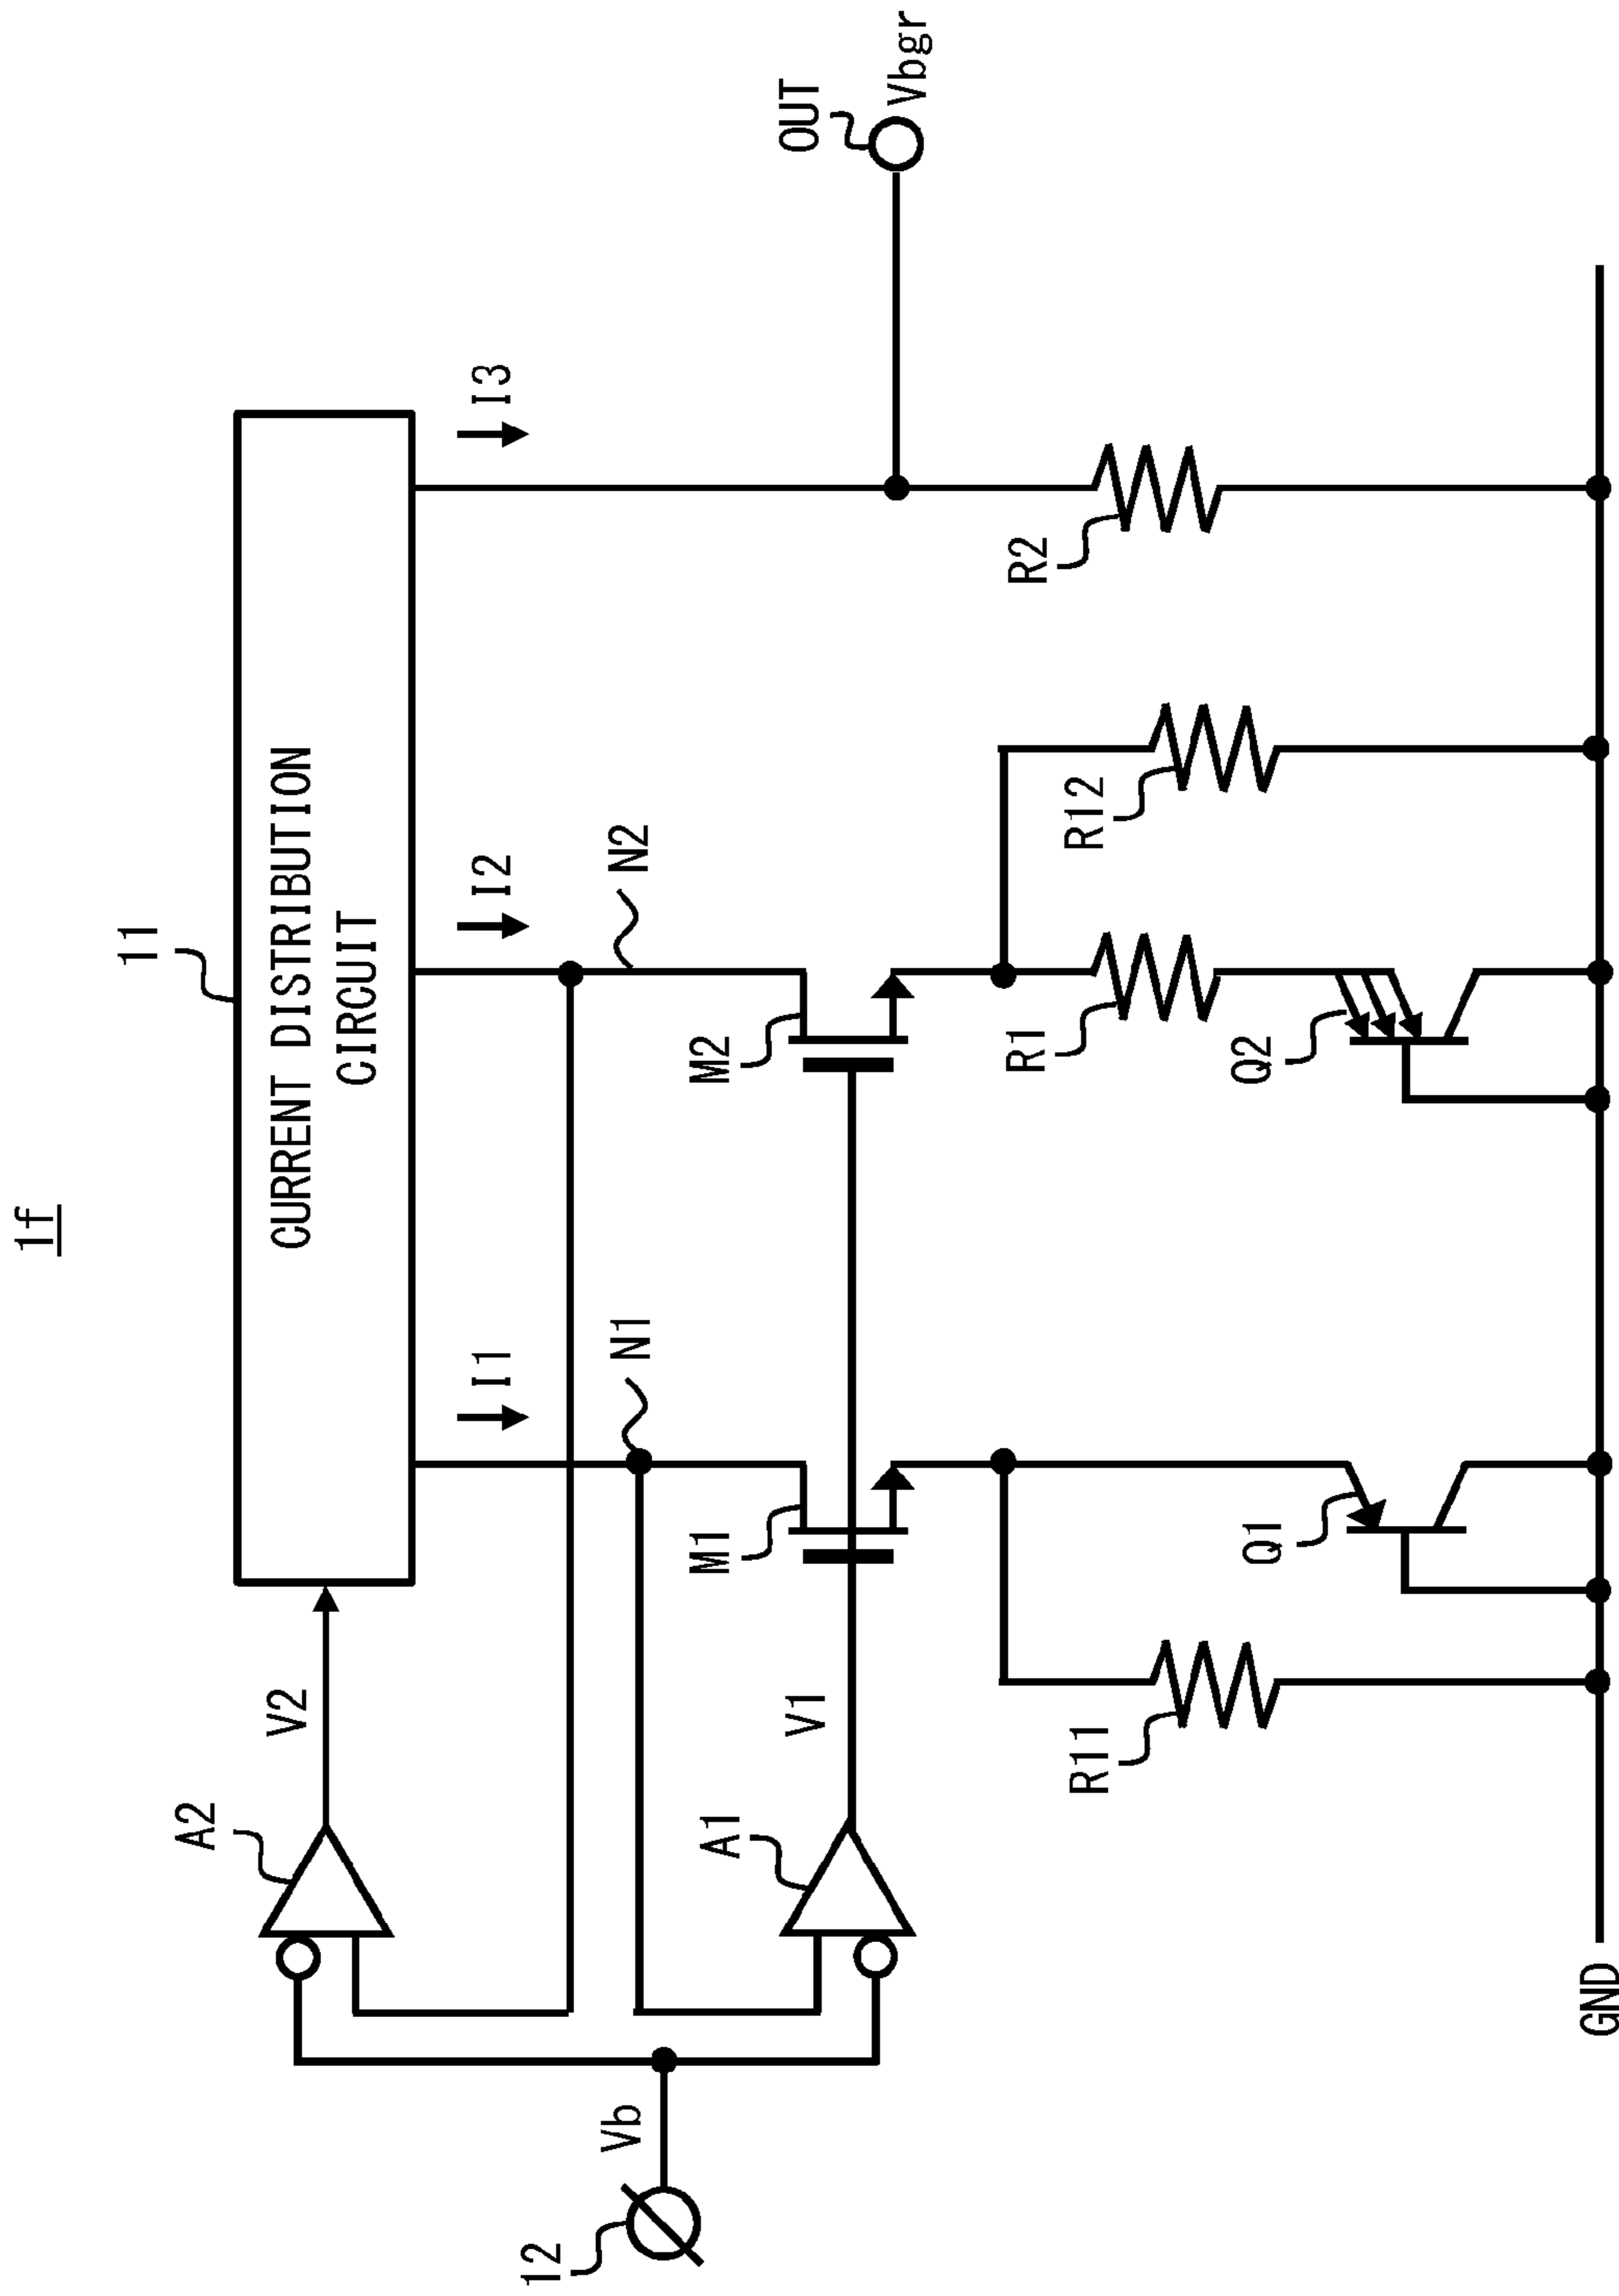 1f
11
CURRENT DISTRIBUTION
CIRCUIT
A2
V2
I1
I2
I3
12
Vb
N1
N2
A1
V1
M1
M2
OUT
Vbgr
R11
R12
R1
R2
Q1
Q2
GND